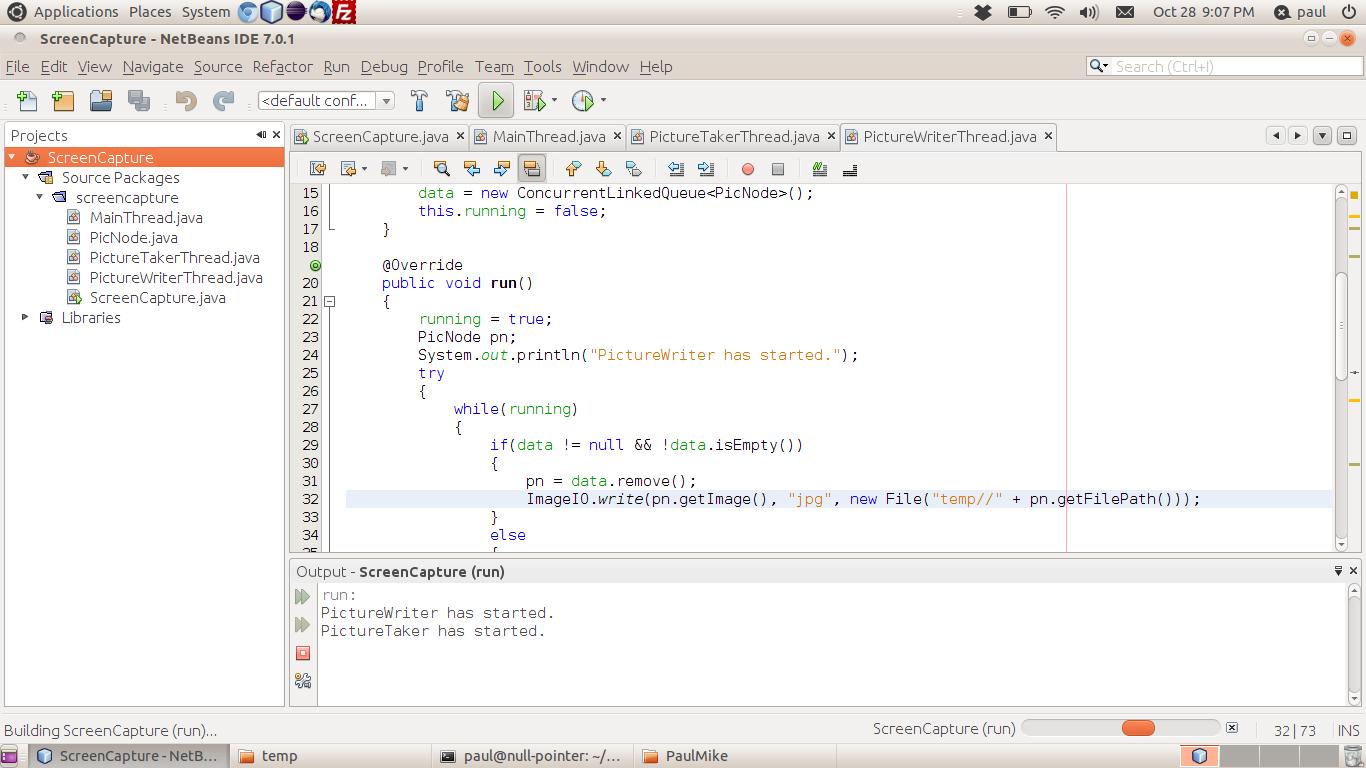 Applications Places System Oct 28 9:07 PM paul
ScreenCapture - NetBeans IDE 7.0.1
File Edit View Navigate Source Refactor Run Debug Profile Team Tools Window Help Search (Ctrl+I)
<default conf...
Projects
ScreenCapture
Source Packages
screencapture
MainThread.java
PicNode.java
PictureTakerThread.java
PictureWriterThread.java
ScreenCapture.java
Libraries
ScreenCapture.java MainThread.java PictureTakerThread.java PictureWriterThread.java
15 data = new ConcurrentLinkedQueue<PicNode>();
16 this.running = false;
17 }
18
@Override
20 public void run()
21 {
22 running = true;
23 PicNode pn;
24 System.out.println("PictureWriter has started.");
25 try
26 {
27 while(running)
28 {
29 if(data != null && !data.isEmpty())
30 {
31 pn = data.remove();
32 ImageIO.write(pn.getImage(), "jpg", new File("temp//" + pn.getFilePath()));
33 }
34 else
35 {
Output - ScreenCapture (run)
run:
PictureWriter has started.
PictureTaker has started.
Building ScreenCapture (run)... ScreenCapture (run) 32|73 INS
ScreenCapture - NetB... temp paul@null-pointer: ~/... PaulMike